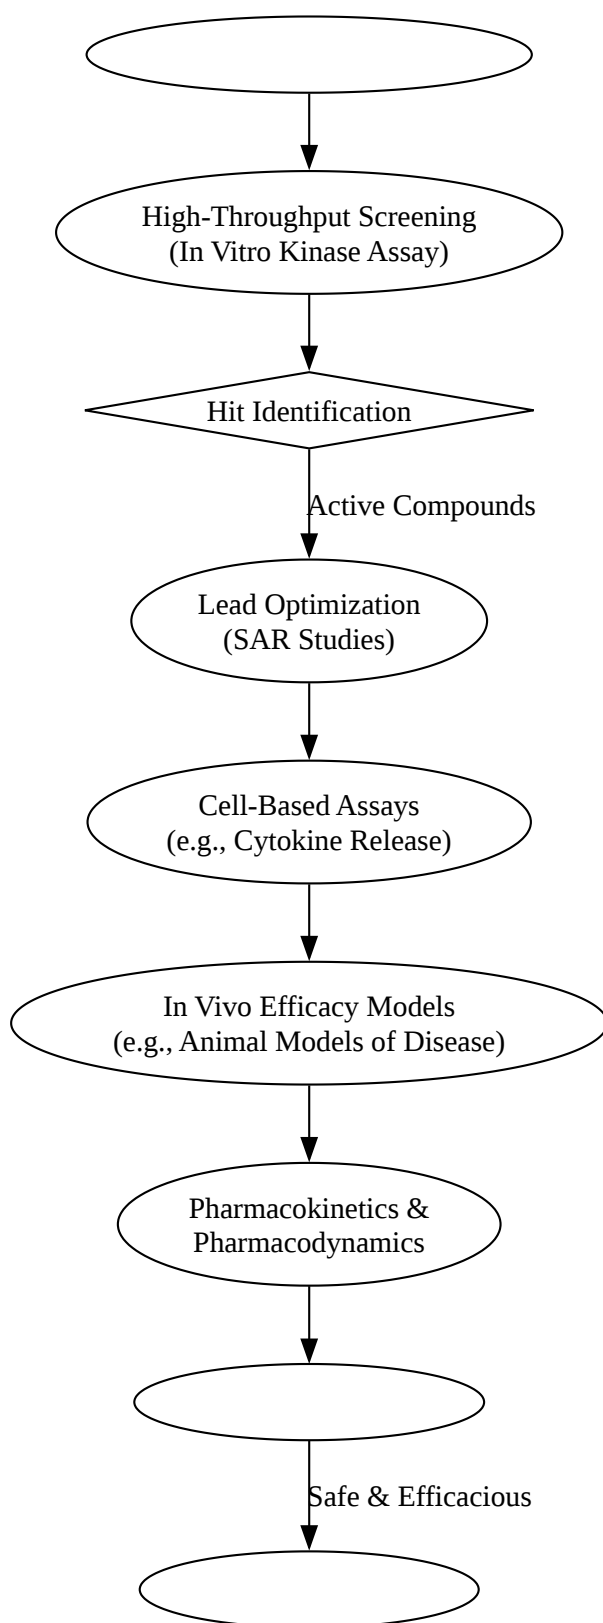 High-Throughput Screening
(In Vitro Kinase Assay)
Hit Identification
Active Compounds
Lead Optimization
(SAR Studies)
Cell-Based Assays
(e.g., Cytokine Release)
In Vivo Efficacy Models
(e.g., Animal Models of Disease)
Pharmacokinetics &
Pharmacodynamics
Safe & Efficacious